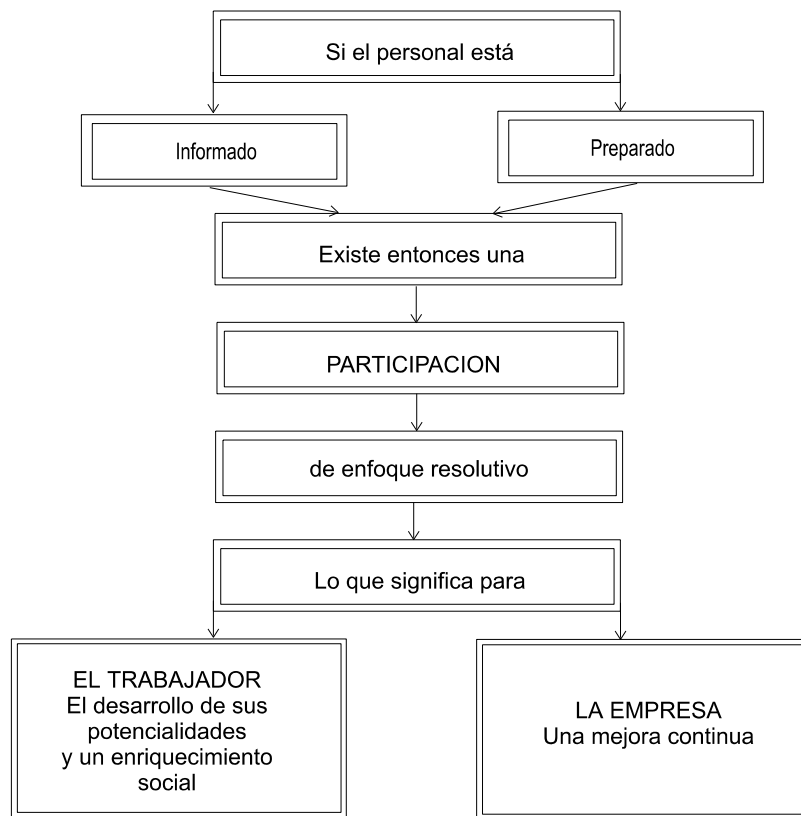 Si el personal está
Informado
Preparado
Existe entonces una
PARTICIPACION
de enfoque resolutivo
Lo que significa para
EL TRABAJADOR
El desarrollo de sus
potencialidades
y un enriquecimiento
social
LA EMPRESA
Una mejora continua